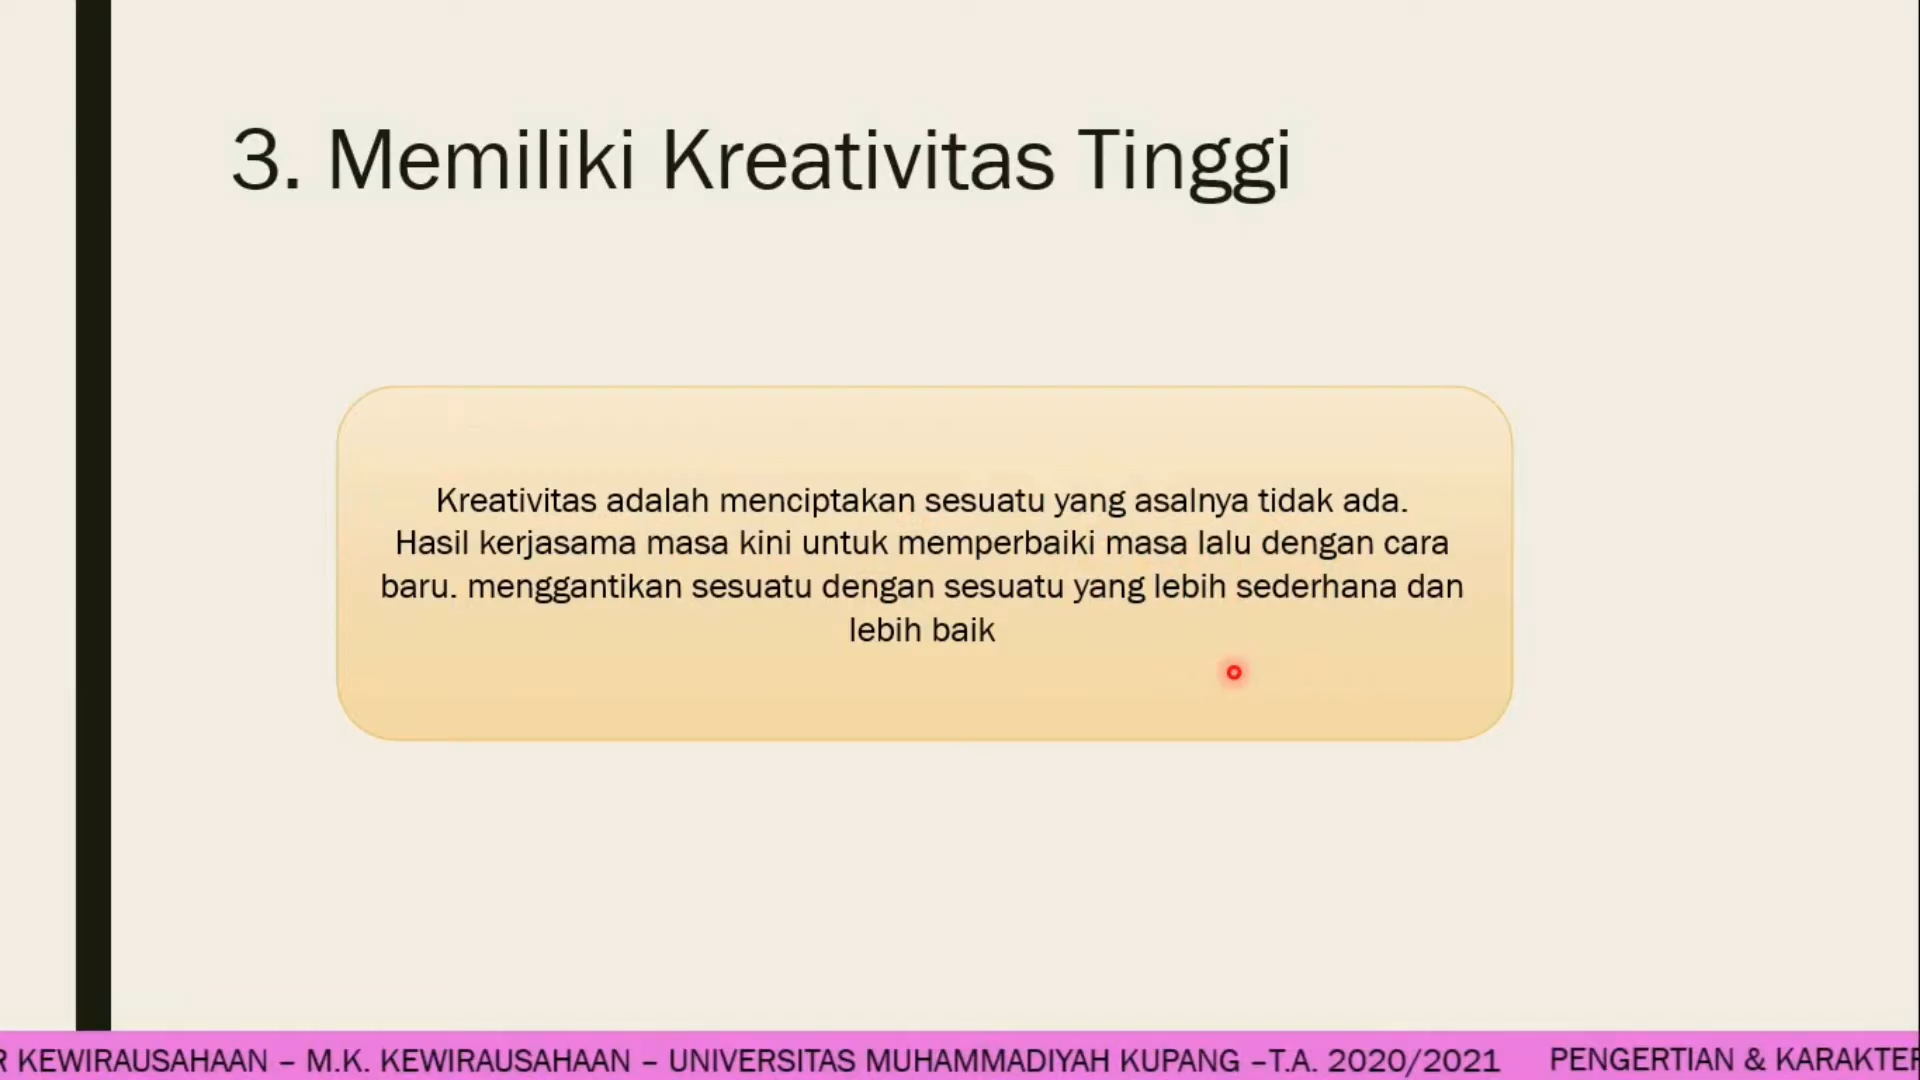 3. Memiliki Kreativitas Tinggi
Kreativitas adalah menciptakan sesuatu yang asalnya tidak ada.
Hasil kerjasama masa kini untuk memperbaiki masa lalu dengan cara
baru. menggantikan sesuatu dengan sesuatu yang lebih sederhana dan
lebih baik
R KEWIRAUSAHAAN – M.K. KEWIRAUSAHAAN – UNIVERSITAS MUHAMMADIYAH KUPANG –T.A. 2020/2021 PENGERTIAN & KARAKTER